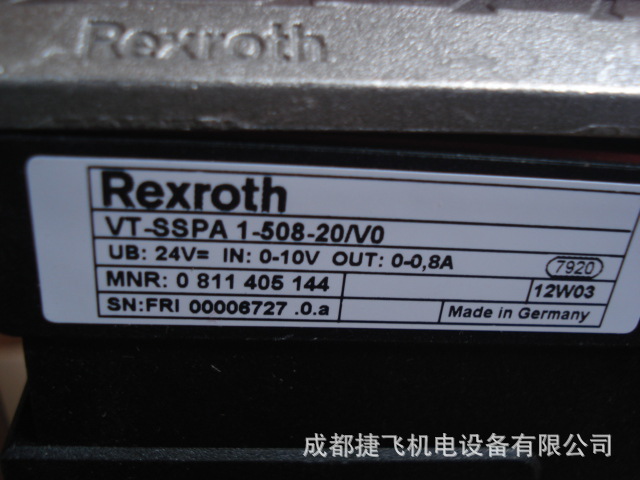 Rexroth
Rexroth
VT-SSPA 1-508-20/V0
UB: 24V= IN: 0-10V OUT: 0-0,8A
7920
MNR: 0 811 405 144
12W03
SN:FRI 00006727 .0.a
Made in Germany
成都捷飞机电设备有限公司